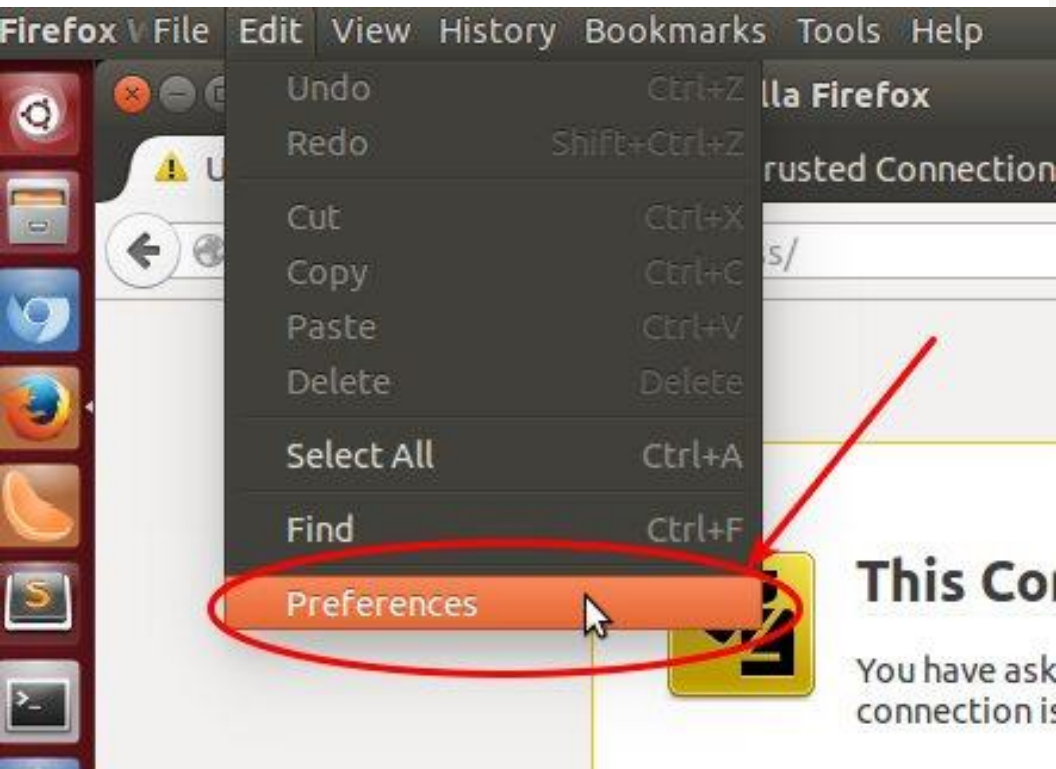 Firefox W File Edit View History Bookmarks Tools Help
lla Firefox
U
rusted Connection
s/
Undo Ctrl+Z
Redo Shift+Ctrl+Z
Cut Ctrl+X
Copy Ctrl+C
Paste Ctrl+V
Delete Delete
Select All Ctrl+A
Find Ctrl+F
Preferences
This Co
You have ask
connection is
S
>_